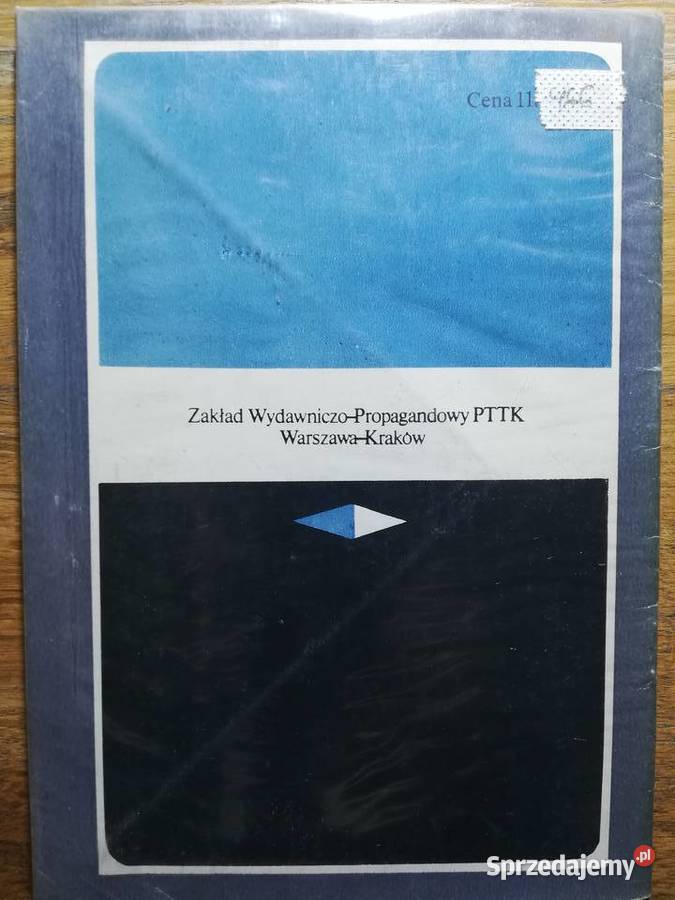 Cena 11.
Zakład Wydawniczo-Propagandowy PTTK
Warszawa-Kraków
Sprzedajemy.pl